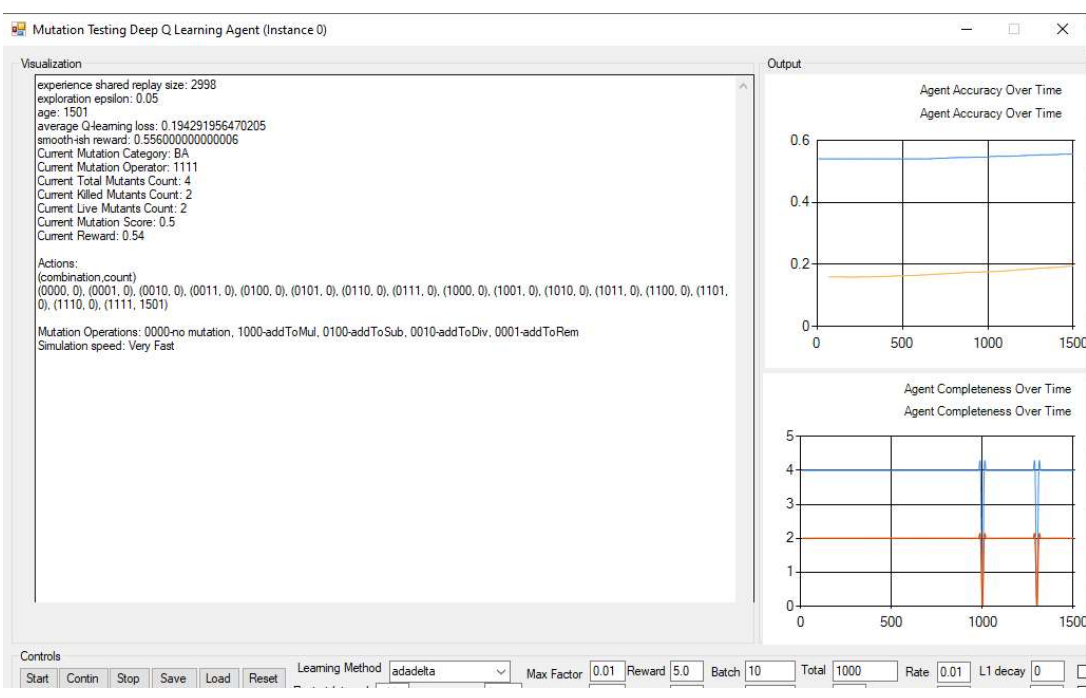 Mutation Testing Deep Q Learning Agent (Instance 0)
Visualization
experience shared replay size: 2998
exploration epsilon: 0.05
age: 1501
average Q-learning loss: 0.194291956470205
smooth-ish reward: 0.556000000000006
Current Mutation Category: BA
Current Mutation Operator: 1111
Current Total Mutants Count: 4
Current Killed Mutants Count: 2
Current Live Mutants Count: 2
Current Mutation Score: 0.5
Current Reward: 0.54
Actions:
(combination,count)
(0000, 0), (0001, 0), (0010, 0), (0011, 0), (0100, 0), (0101, 0), (0110, 0), (0111, 0), (1000, 0), (1001, 0), (1010, 0), (1011, 0), (1100, 0), (1101,
0), (1110, 0), (1111, 1501)
Mutation Operations: 0000-no mutation, 1000-addToMul, 0100-addToSub, 0010-addToDiv, 0001-addToRem
Simulation speed: Very Fast
Output
Agent Accuracy Over Time
Agent Accuracy Over Time
0.6
0.4
0.2
0
0 500 1000 1500
Agent Completeness Over Time
Agent Completeness Over Time
5
4
3
2
1
0
0 500 1000 1500
Controls
Start Contin Stop Save Load Reset Learning Method adadelta Max Factor 0.01 Reward 5.0 Batch 10 Total 1000 Rate 0.01 L1 decay 0